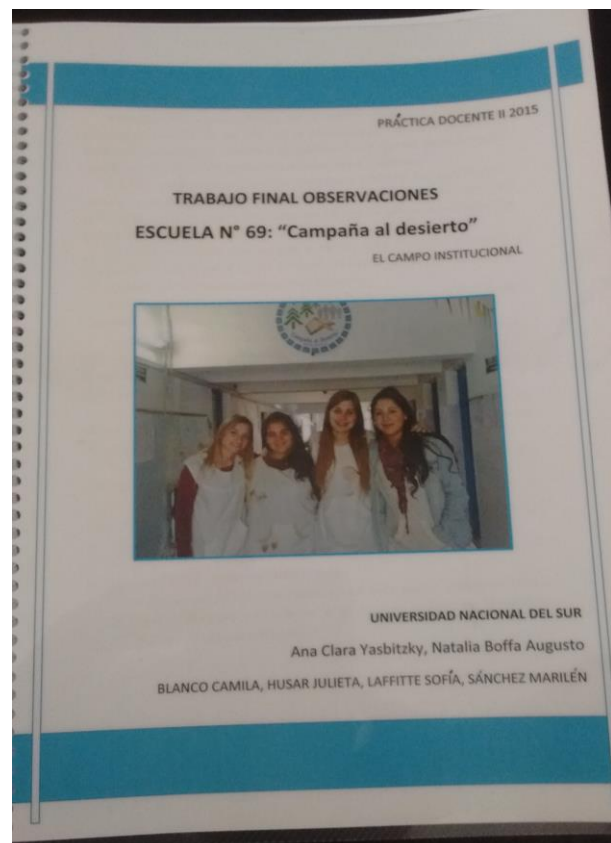 PRÁCTICA DOCENTE II 2015
TRABAJO FINAL OBSERVACIONES
ESCUELA N° 69: “Campaña al desierto”
EL CAMPO INSTITUCIONAL
UNIVERSIDAD NACIONAL DEL SUR
Ana Clara Yasbitzky, Natalia Boffa Augusto
BLANCO CAMILA, HUSAR JULIETA, LAFFITTE SOFÍA, SÁNCHEZ MARILÉN